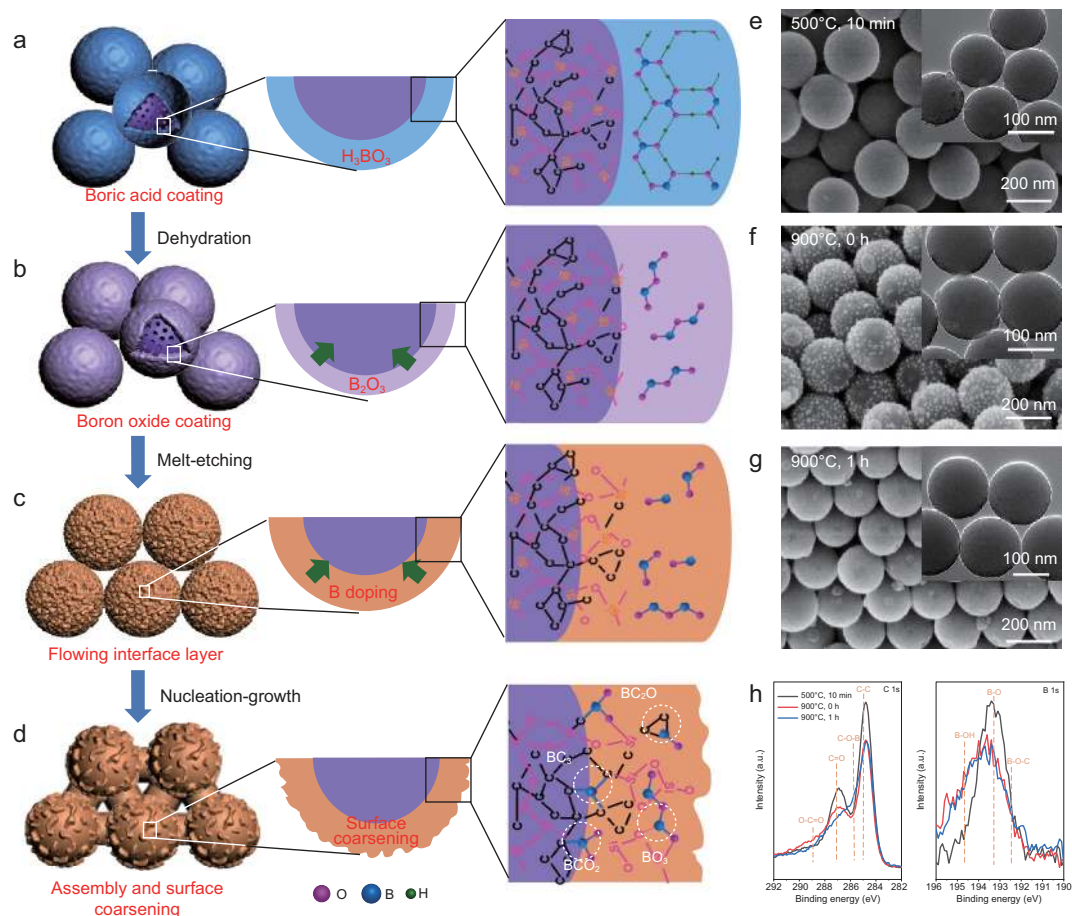 a
H₃BO₃
Boric acid coating
Dehydration
b
B₂O₃
Boron oxide coating
Melt-etching
c
B doping
Flowing interface layer
Nucleation-growth
d
Surface
coarsening
BC₂O
BC₃
BCO₂
BO₃
Assembly and surface
coarsening
O
B
H
e
500°C, 10 min
100 nm
200 nm
f
900°C, 0 h
100 nm
200 nm
g
900°C, 1 h
100 nm
200 nm
h
500°C, 10 min
900°C, 0 h
900°C, 1 h
C-C
C 1s
C-O-B
C=O
O-C=O
Intensity (a.u.)
292 290 288 286 284 282
Binding energy (eV)
B-O
B 1s
B-OH
B-O-C
Intensity (a.u.)
196 195 194 193 192 191 190
Binding energy (eV)